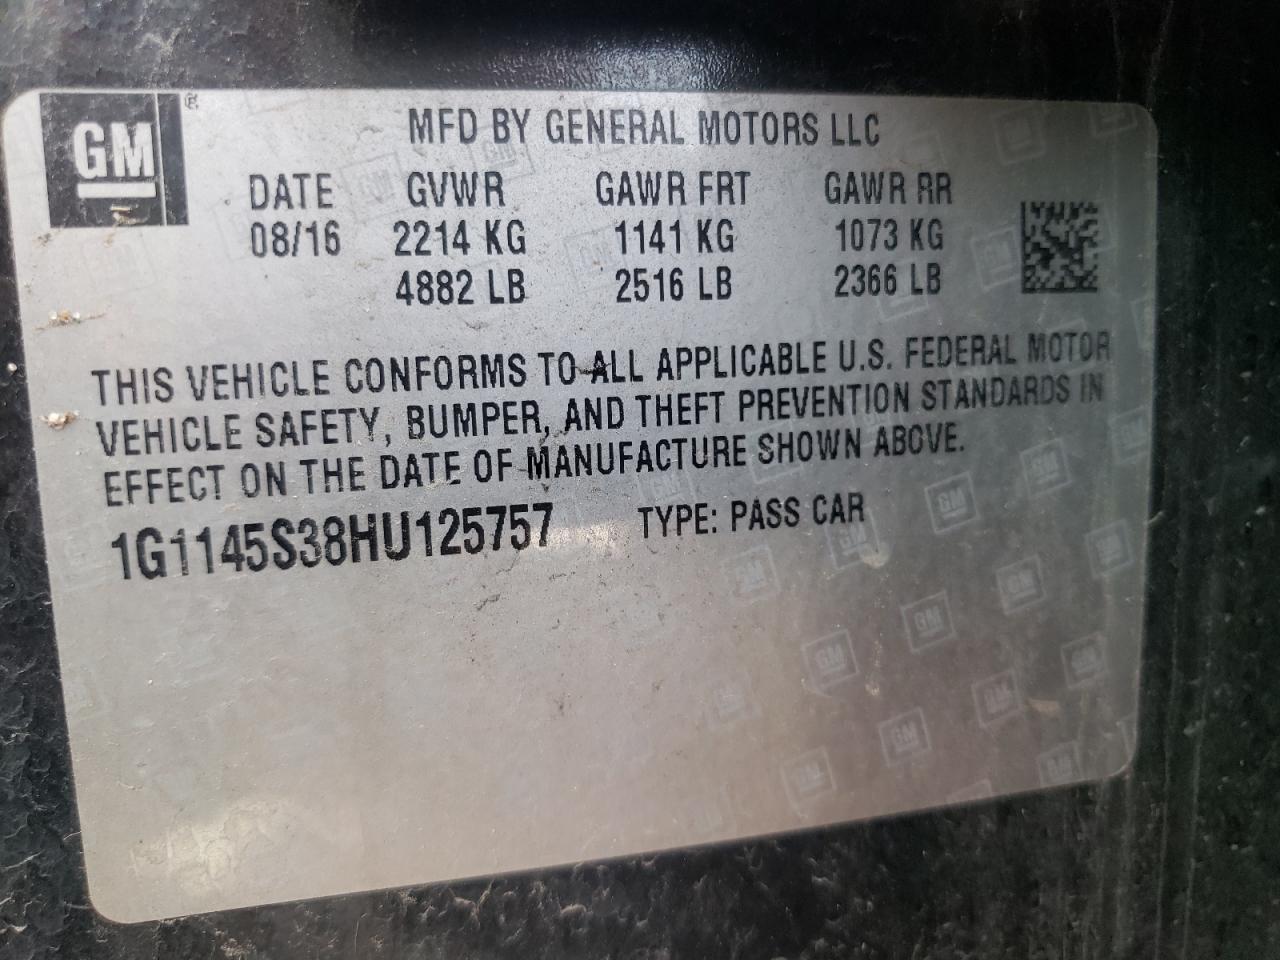 GM ®
MFD BY GENERAL MOTORS LLC
DATE GVWR GAWR FRT GAWR RR
08/16 2214 KG 1141 KG 1073 KG
4882 LB 2516 LB 2366 LB
THIS VEHICLE CONFORMS TO ALL APPLICABLE U.S. FEDERAL MOTOR
VEHICLE SAFETY, BUMPER, AND THEFT PREVENTION STANDARDS IN
EFFECT ON THE DATE OF MANUFACTURE SHOWN ABOVE.
1G1145S38HU125757 TYPE: PASS CAR